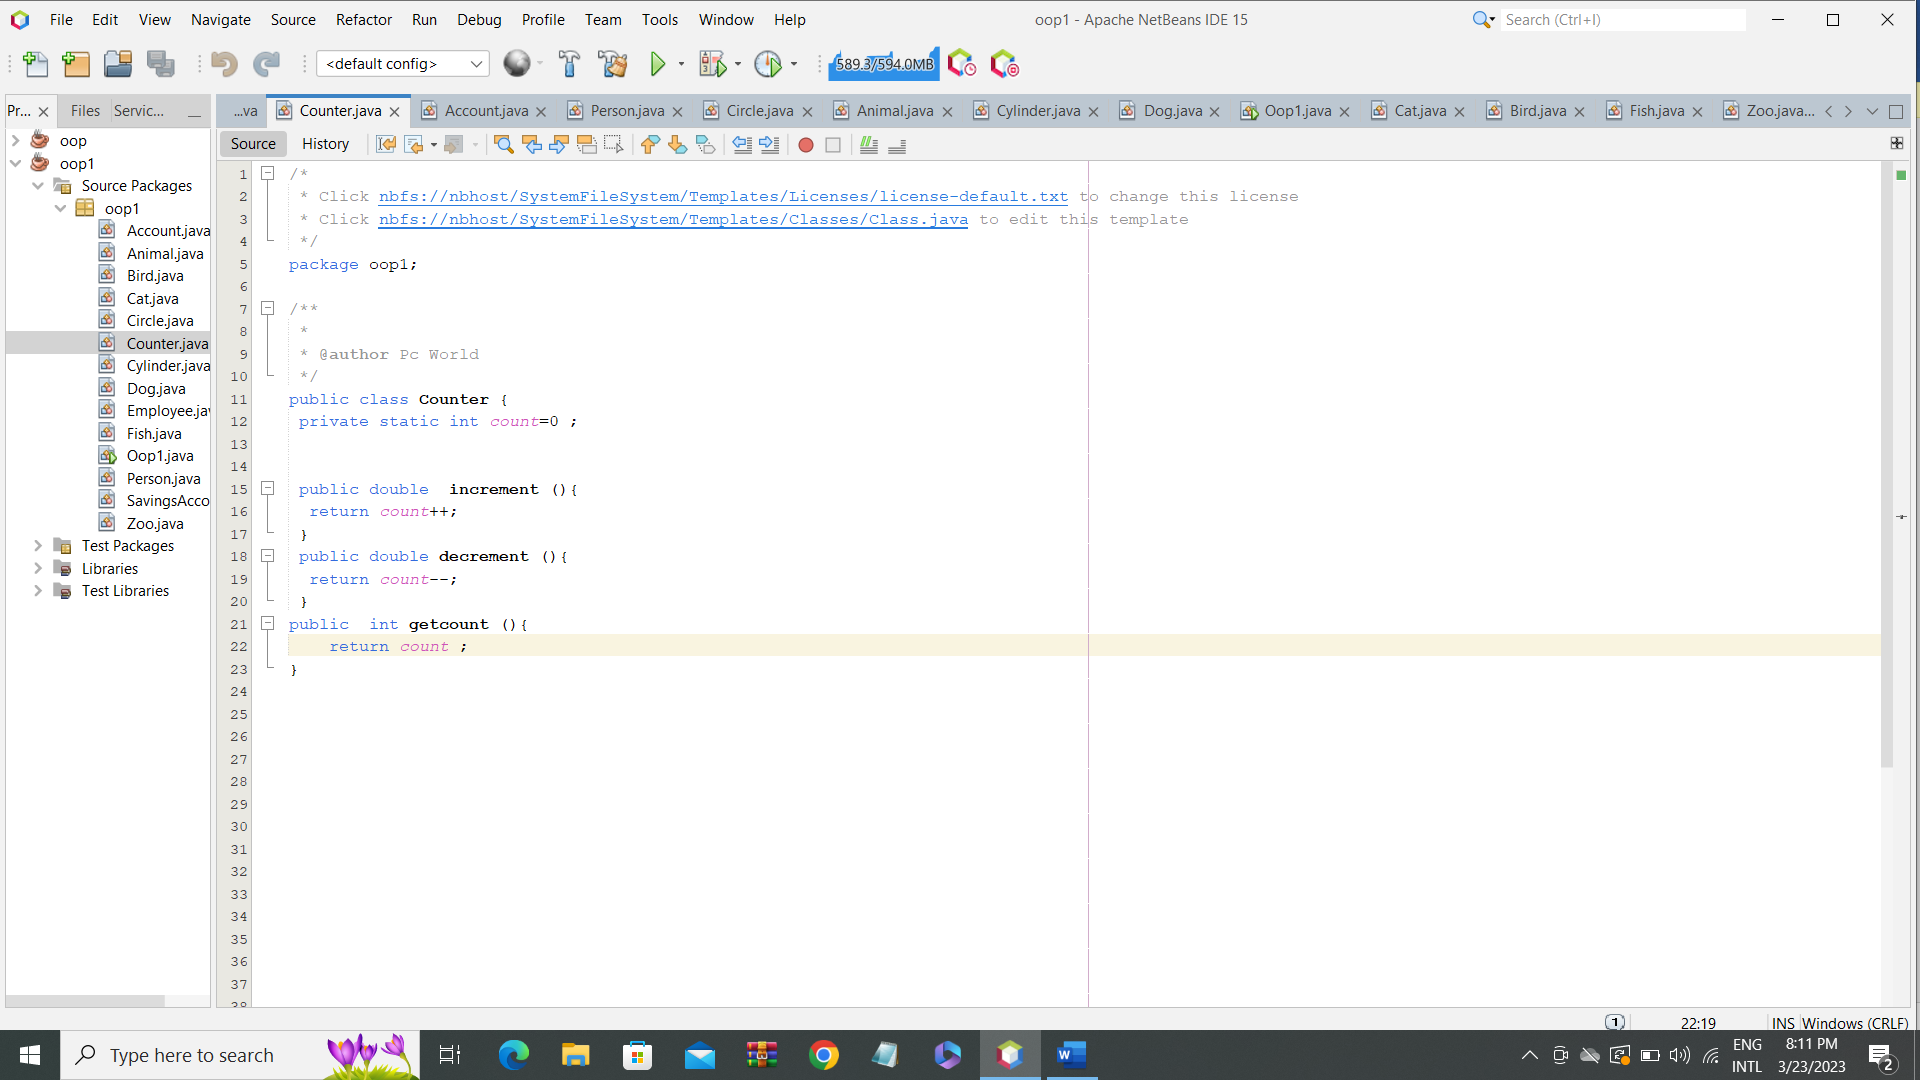 File Edit View Navigate Source Refactor Run Debug Profile Team Tools Window Help
oop1 - Apache NetBeans IDE 15
Search (Ctrl+I)
<default config>
589.3/594.0MB
Pr... Files Servic...
...va Counter.java Account.java Person.java Circle.java Animal.java Cylinder.java Dog.java Oop1.java Cat.java Bird.java Fish.java Zoo.java...
Source History
oop
oop1
Source Packages
oop1
Account.java
Animal.java
Bird.java
Cat.java
Circle.java
Counter.java
Cylinder.java
Dog.java
Employee.jav
Fish.java
Oop1.java
Person.java
SavingsAcco
Zoo.java
Test Packages
Libraries
Test Libraries
1 /*
2 * Click nbfs://nbhost/SystemFileSystem/Templates/Licenses/license-default.txt to change this license
3 * Click nbfs://nbhost/SystemFileSystem/Templates/Classes/Class.java to edit this template
4 */
5 package oop1;
6
7 /**
8 *
9 * @author Pc World
10 */
11 public class Counter {
12 private static int count=0 ;
13
14
15 public double  increment (){
16 return count++;
17 }
18 public double decrement (){
19 return count--;
20 }
21 public  int getcount (){
22 return count ;
23 }
24
25
26
27
28
29
30
31
32
33
34
35
36
37
38
1 22:19 INS Windows (CRLF)
Type here to search
ENG
INTL
8:11 PM
3/23/2023
2